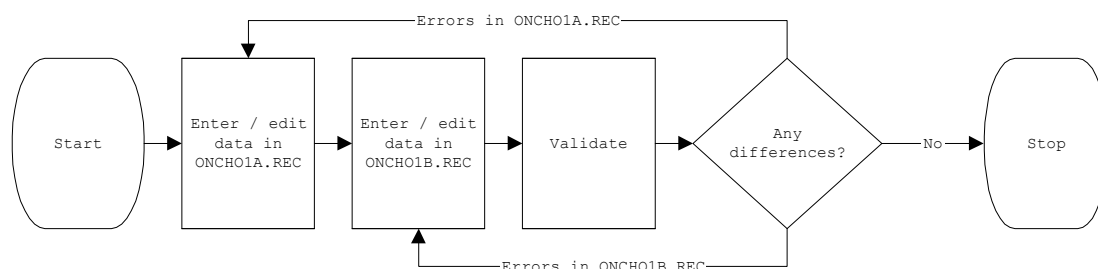 Errors in ONCHO1A.REC
Start
Enter / edit
data in
ONCHO1A.REC
Enter / edit
data in
ONCHO1B.REC
Validate
Any
differences?
No
Stop
Errors in ONCHO1B.REC